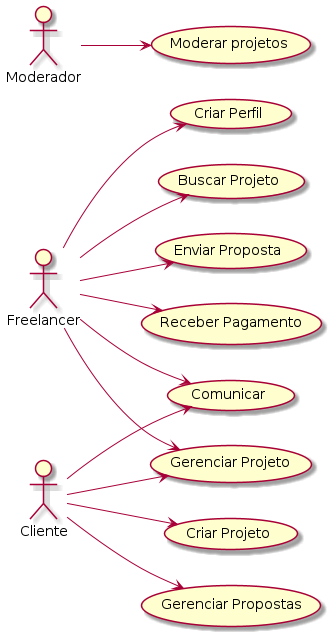 Moderar projetos
Moderador
Criar Perfil
Buscar Projeto
Enviar Proposta
Freelancer
Receber Pagamento
Comunicar
Gerenciar Projeto
Cliente
Criar Projeto
Gerenciar Propostas